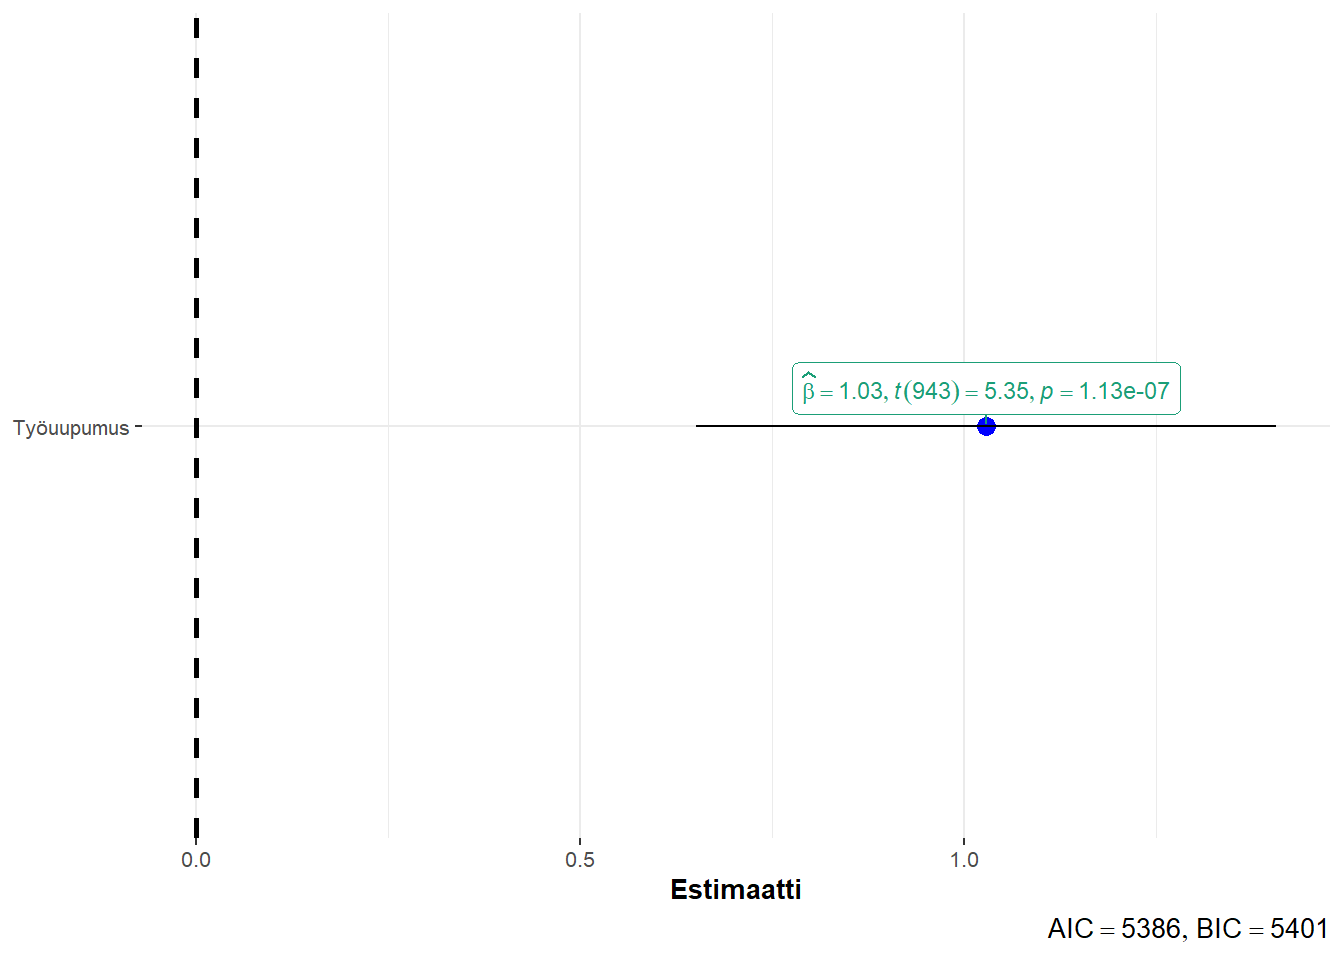 β̂ = 1.03, t(943) = 5.35, p = 1.13e-07
Työuupumus
0.0 0.5 1.0
Estimaatti
AIC = 5386, BIC = 5401